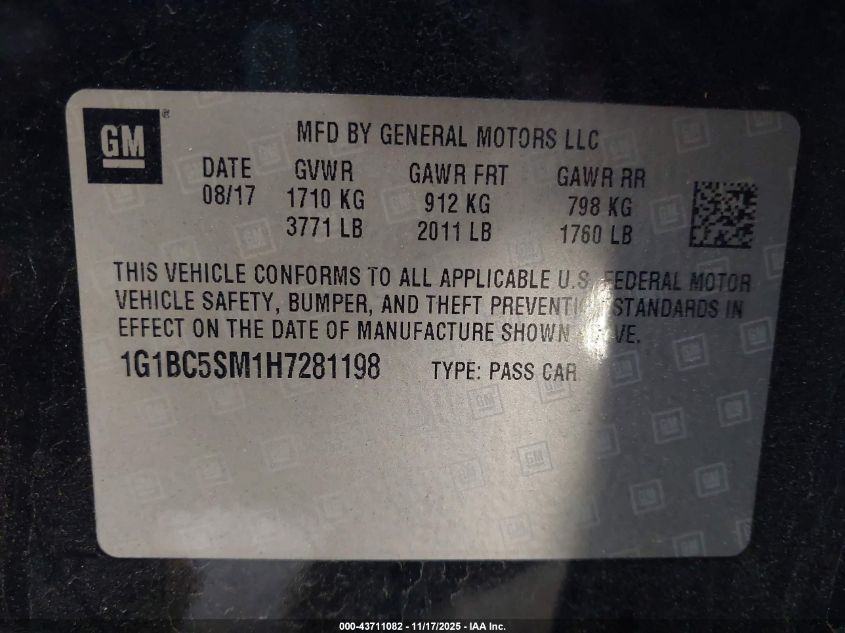 GM®
MFD BY GENERAL MOTORS LLC
DATE GVWR GAWR FRT GAWR RR
08/17 1710 KG 912 KG 798 KG
3771 LB 2011 LB 1760 LB
THIS VEHICLE CONFORMS TO ALL APPLICABLE U.S. FEDERAL MOTOR
VEHICLE SAFETY, BUMPER, AND THEFT PREVENTION STANDARDS IN
EFFECT ON THE DATE OF MANUFACTURE SHOWN ABOVE.
1G1BC5SM1H7281198 TYPE: PASS CAR
000-43711082 - 11/17/2025 - IAA Inc.